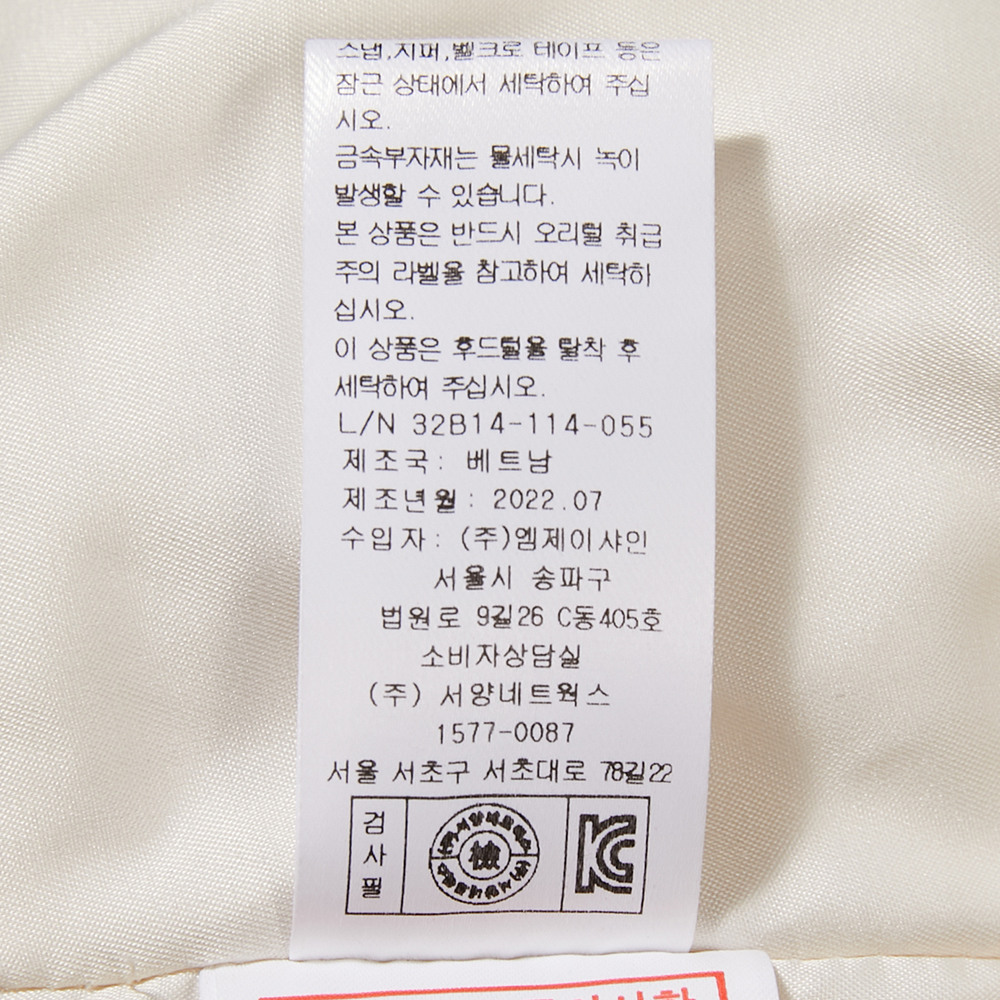 스냅,지퍼,벨크로 테이프 등은
잠근 상태에서 세탁하여 주십
시오.
금속부자재는 물세탁시 녹이
발생할 수 있습니다.
본 상품은 반드시 오리털 취급
주의 라벨을 참고하여 세탁하
십시오.
이 상품은 후드털을 탈착 후
세탁하여 주십시오.
L/N 32B14-114-055
제조국: 베트남
제조년월: 2022.07
수입자: (주)엠제이샤인
서울시 송파구
법원로 9길26 C동405호
소비자상담실
(주) 서양네트웍스
1577-0087
서울 서초구 서초대로 78길22
검사필
檢
KC